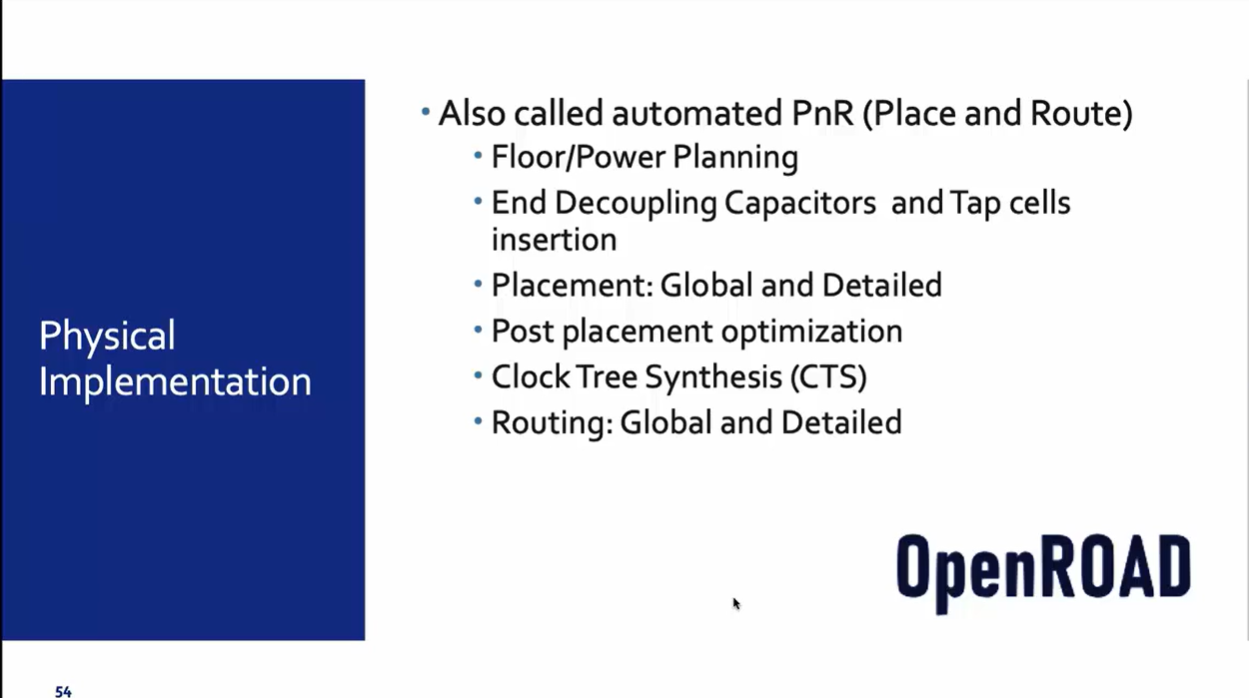 Physical
Implementation
• Also called automated PnR (Place and Route)
• Floor/Power Planning
• End Decoupling Capacitors and Tap cells
insertion
• Placement: Global and Detailed
• Post placement optimization
• Clock Tree Synthesis (CTS)
• Routing: Global and Detailed
OpenROAD
54